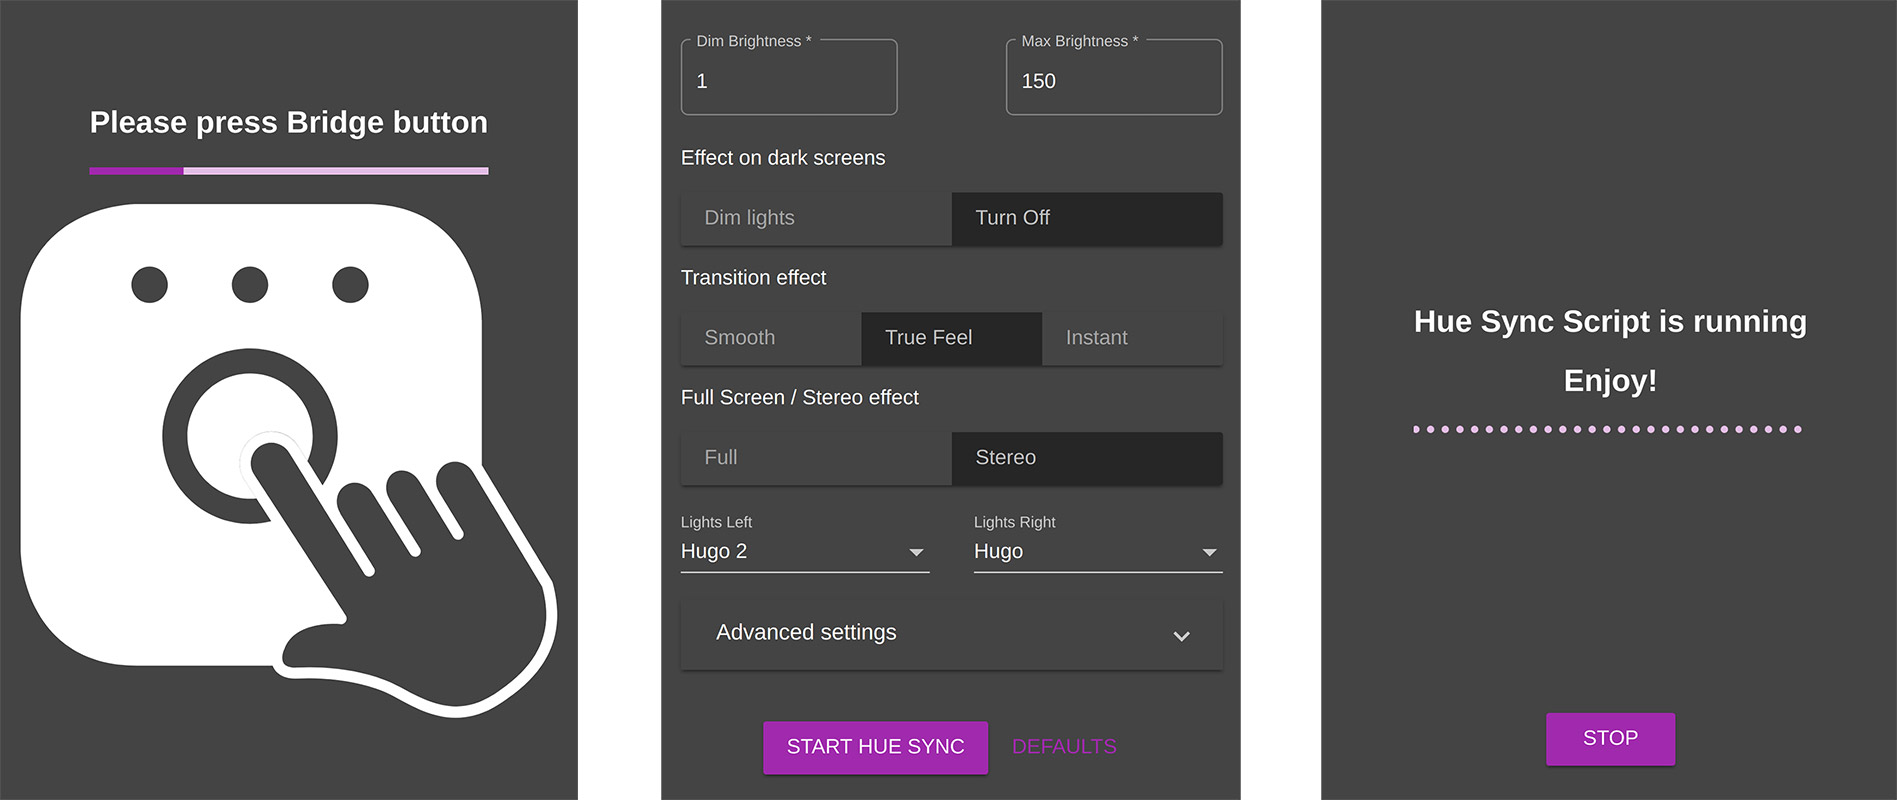 Please press Bridge button
Dim Brightness *
1
Max Brightness *
150
Effect on dark screens
Dim lights
Turn Off
Transition effect
Smooth
True Feel
Instant
Full Screen / Stereo effect
Full
Stereo
Lights Left
Hugo 2
Lights Right
Hugo
Advanced settings
START HUE SYNC
DEFAULTS
Hue Sync Script is running
Enjoy!
STOP